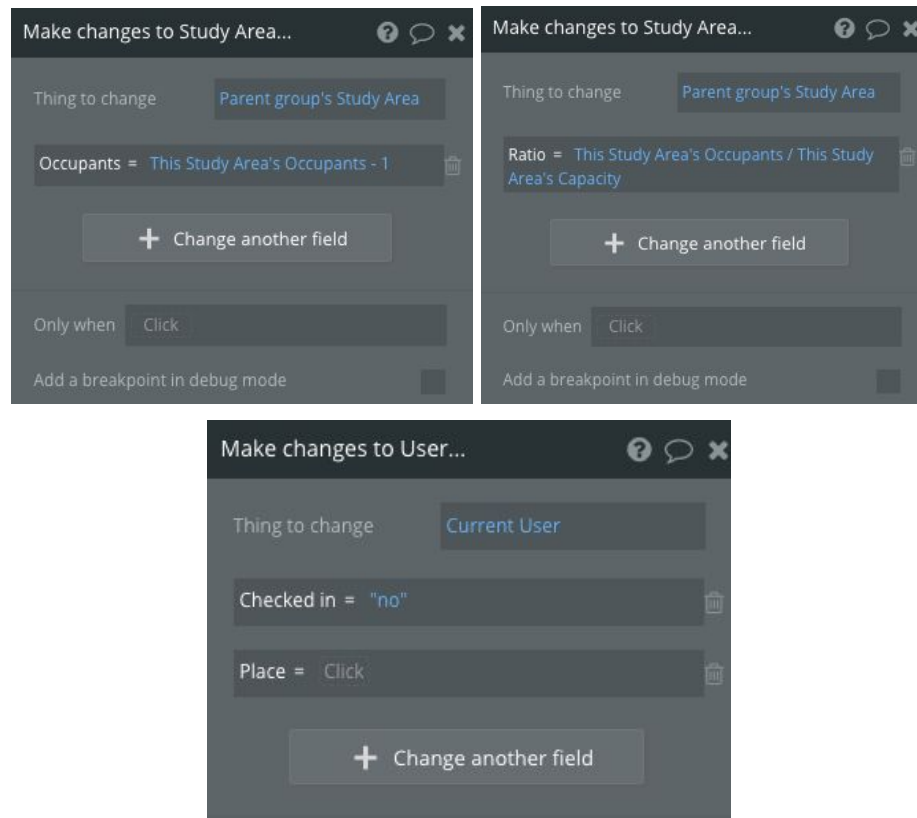 Make changes to Study Area...
Thing to change Parent group's Study Area
Occupants = This Study Area's Occupants - 1
+ Change another field
Only when Click
Add a breakpoint in debug mode
Make changes to Study Area...
Thing to change Parent group's Study Area
Ratio = This Study Area's Occupants / This Study
Area's Capacity
+ Change another field
Only when Click
Add a breakpoint in debug mode
Make changes to User...
Thing to change Current User
Checked in = "no"
Place = Click
+ Change another field